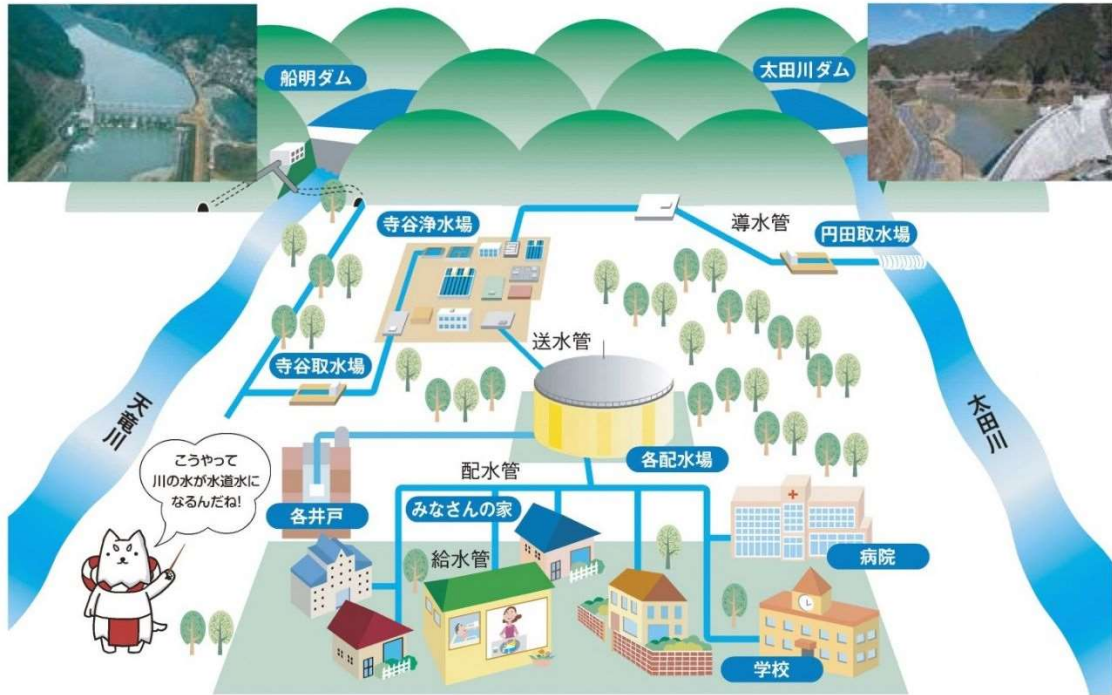 船明ダム
太田川ダム
寺谷浄水場
導水管
円田取水場
送水管
寺谷取水場
天竜川
太田川
こうやって
川の水が水道水に
なるんだね!
各配水場
配水管
各井戸
みなさんの家
病院
給水管
学校